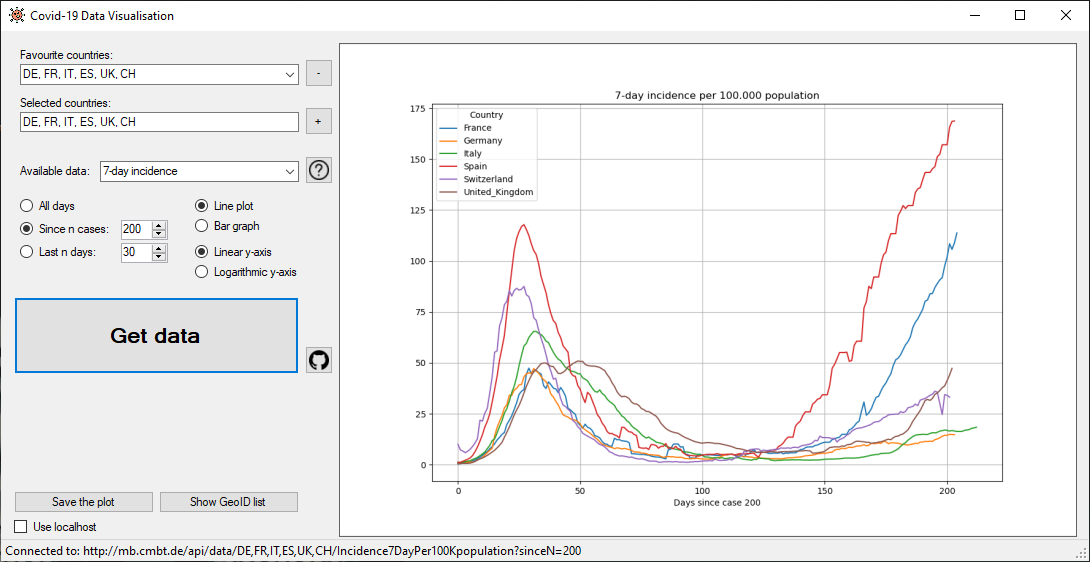 Covid-19 Data Visualisation
Favourite countries:
DE, FR, IT, ES, UK, CH
-
Selected countries:
DE, FR, IT, ES, UK, CH
+
Available data:
7-day incidence
?
All days
Line plot
Since n cases:
200
Bar graph
Last n days:
30
Linear y-axis
Logarithmic y-axis
Get data
Save the plot
Show GeoID list
Use localhost
7-day incidence per 100.000 population
Country
France
Germany
Italy
Spain
Switzerland
United_Kingdom
175
150
125
100
75
50
25
0
0 50 100 150 200
Days since case 200
Connected to: http://mb.cmbt.de/api/data/DE,FR,IT,ES,UK,CH/Incidence7DayPer100Kpopulation?sinceN=200